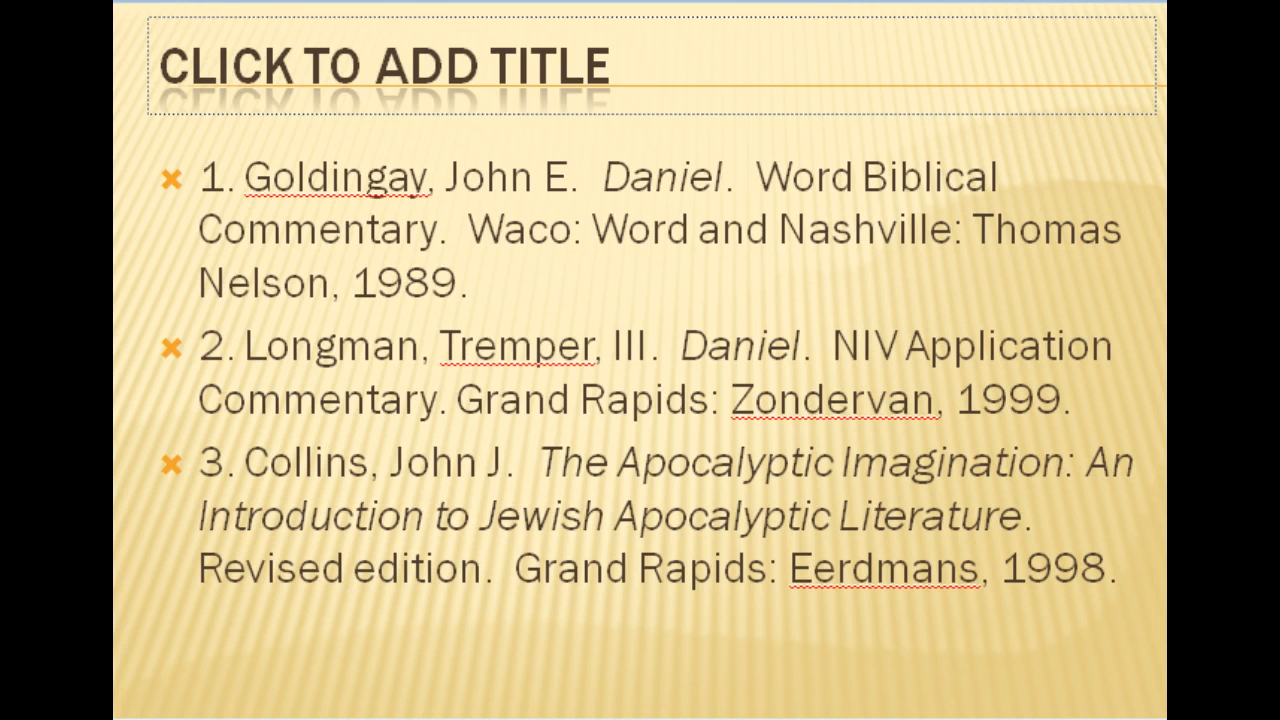 CLICK TO ADD TITLE
1. Goldingay, John E. Daniel. Word Biblical
Commentary. Waco: Word and Nashville: Thomas
Nelson, 1989.
2. Longman, Tremper, III. Daniel. NIV Application
Commentary. Grand Rapids: Zondervan, 1999.
3. Collins, John J. The Apocalyptic Imagination: An
Introduction to Jewish Apocalyptic Literature.
Revised edition. Grand Rapids: Eerdmans, 1998.